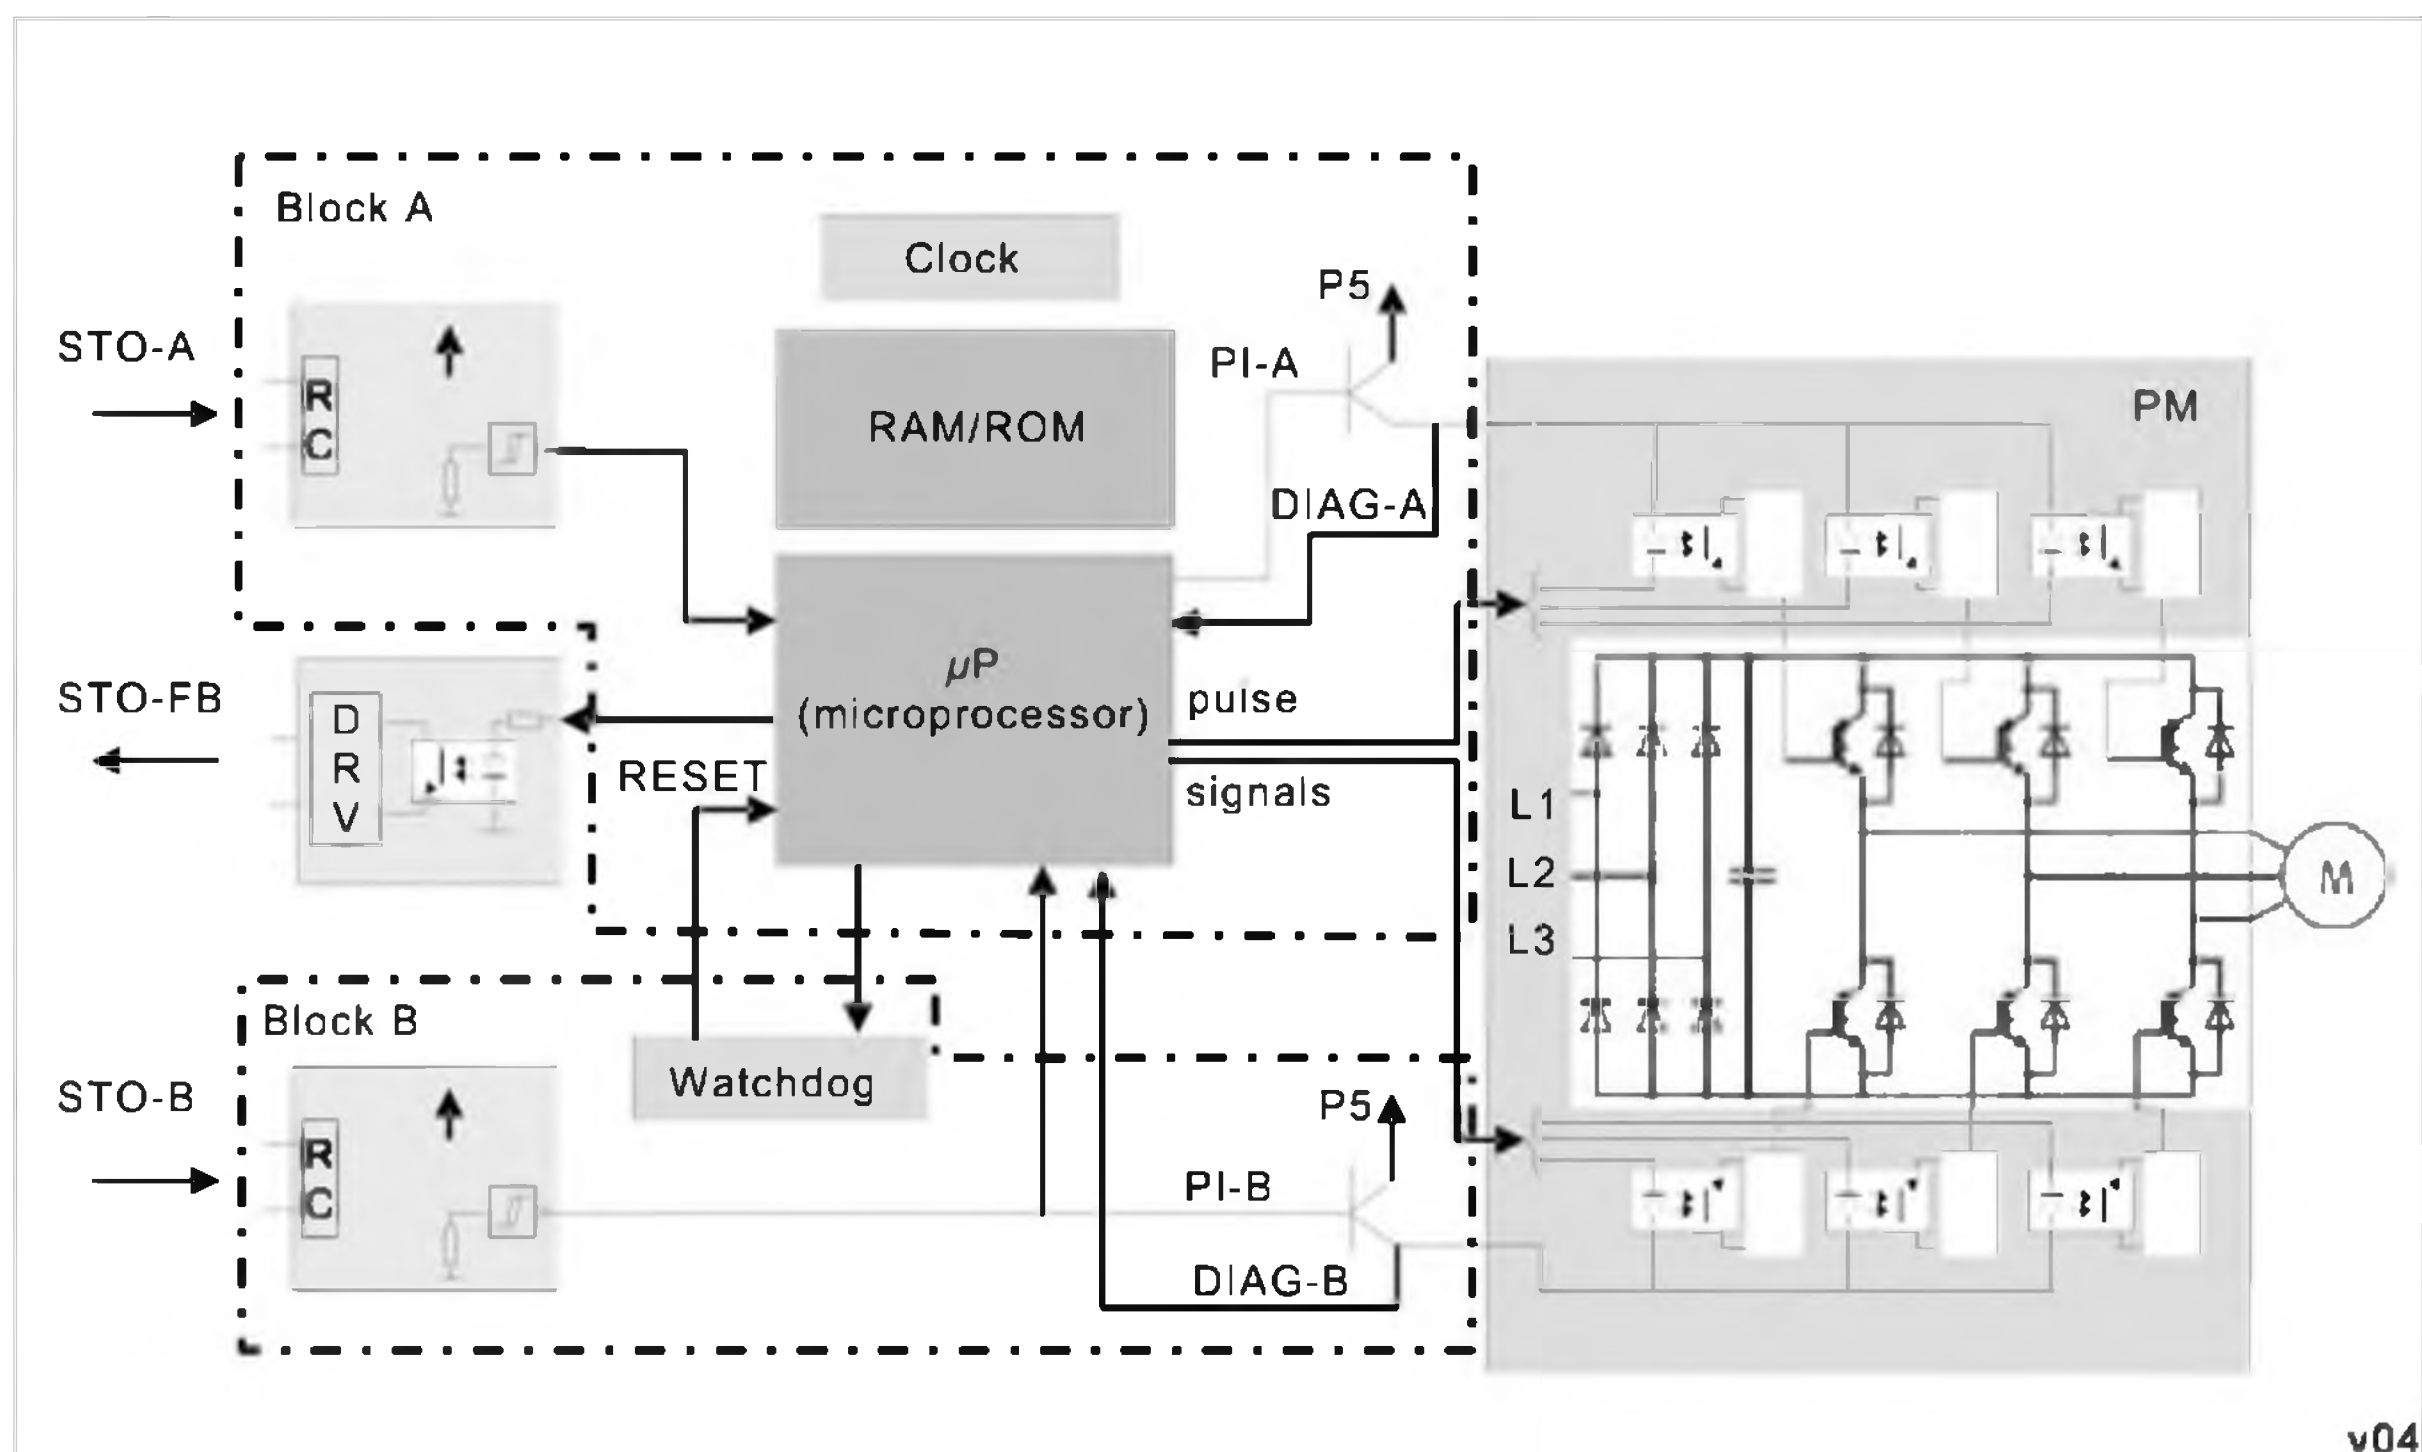 Block A
Clock
P5
STO-A
R
C
PI-A
RAM/ROM
PM
DIAG-A
STO-FB
D
R
V
µP
(microprocessor)
pulse
signals
RESET
L1
L2
L3
M
Block B
Watchdog
STO-B
R
C
P5
PI-B
DIAG-B
v04